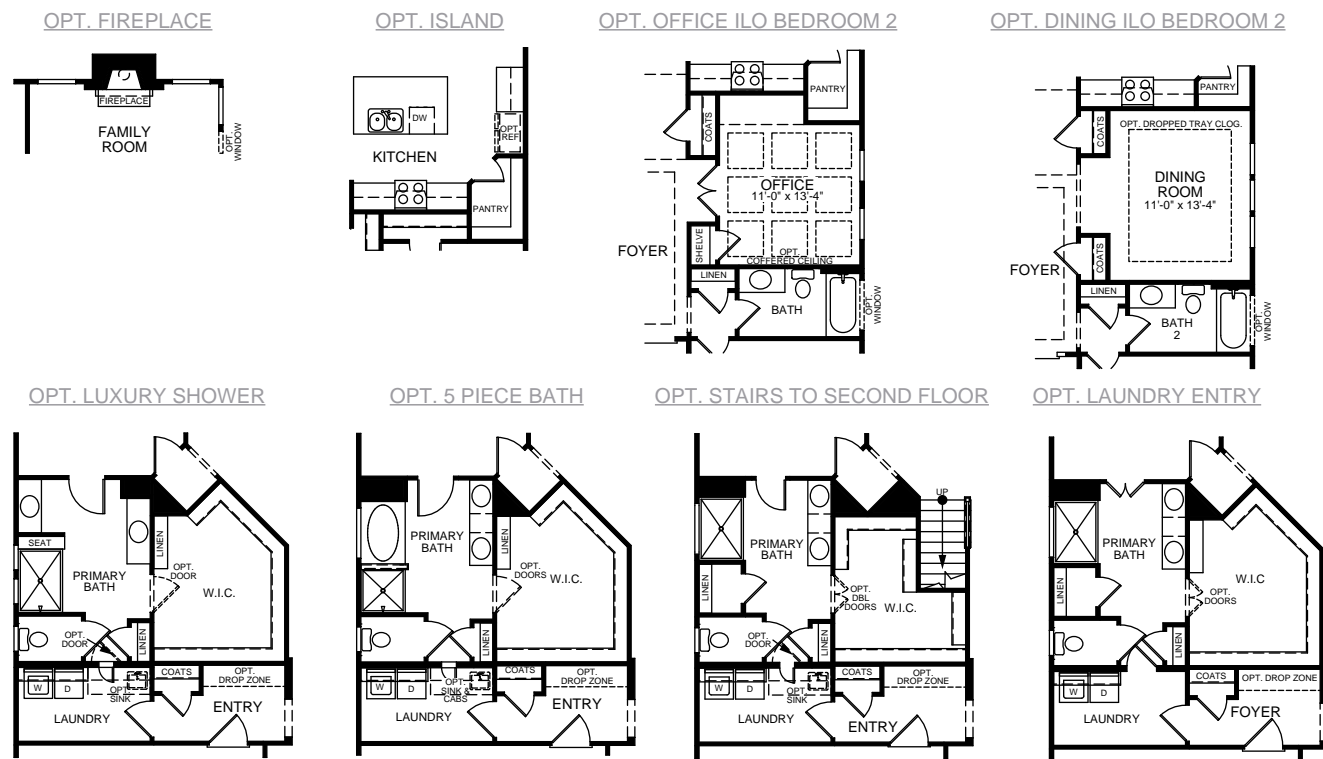 OPT. FIREPLACE
FIREPLACE
FAMILY
ROOM
OPT.
WINDOW
OPT. ISLAND
DW
OPT.
REF
KITCHEN
PANTRY
OPT. OFFICE ILO BEDROOM 2
PANTRY
COATS
OFFICE
11'-0" x 13'-4"
FOYER
SHELVE
OPT.
COFFERED CEILING
LINEN
BATH
OPT.
WINDOW
OPT. DINING ILO BEDROOM 2
PANTRY
COATS
OPT. DROPPED TRAY CLOG.
DINING
ROOM
11'-0" x 13'-4"
FOYER
COATS
LINEN
BATH
2
OPT.
WINDOW
OPT. LUXURY SHOWER
SEAT
LINEN
PRIMARY
BATH
OPT.
DOOR
W.I.C.
OPT.
DOOR
LINEN
COATS
OPT.
DROP ZONE
W
D
OPT.
SINK
LAUNDRY
ENTRY
OPT. 5 PIECE BATH
PRIMARY
BATH
LINEN
OPT.
DOORS
W.I.C.
LINEN
COATS
OPT.
DROP ZONE
W
D
OPT.
SINK &
CABS
LAUNDRY
ENTRY
OPT. STAIRS TO SECOND FLOOR
UP
PRIMARY
BATH
LINEN
OPT.
DBL
DOORS
W.I.C.
OPT.
DOOR
LINEN
COATS
OPT.
DROP ZONE
W
D
OPT.
SINK
LAUNDRY
ENTRY
OPT. LAUNDRY ENTRY
PRIMARY
BATH
LINEN
W.I.C
OPT.
DOORS
LINEN
COATS
OPT. DROP ZONE
W
D
LAUNDRY
FOYER